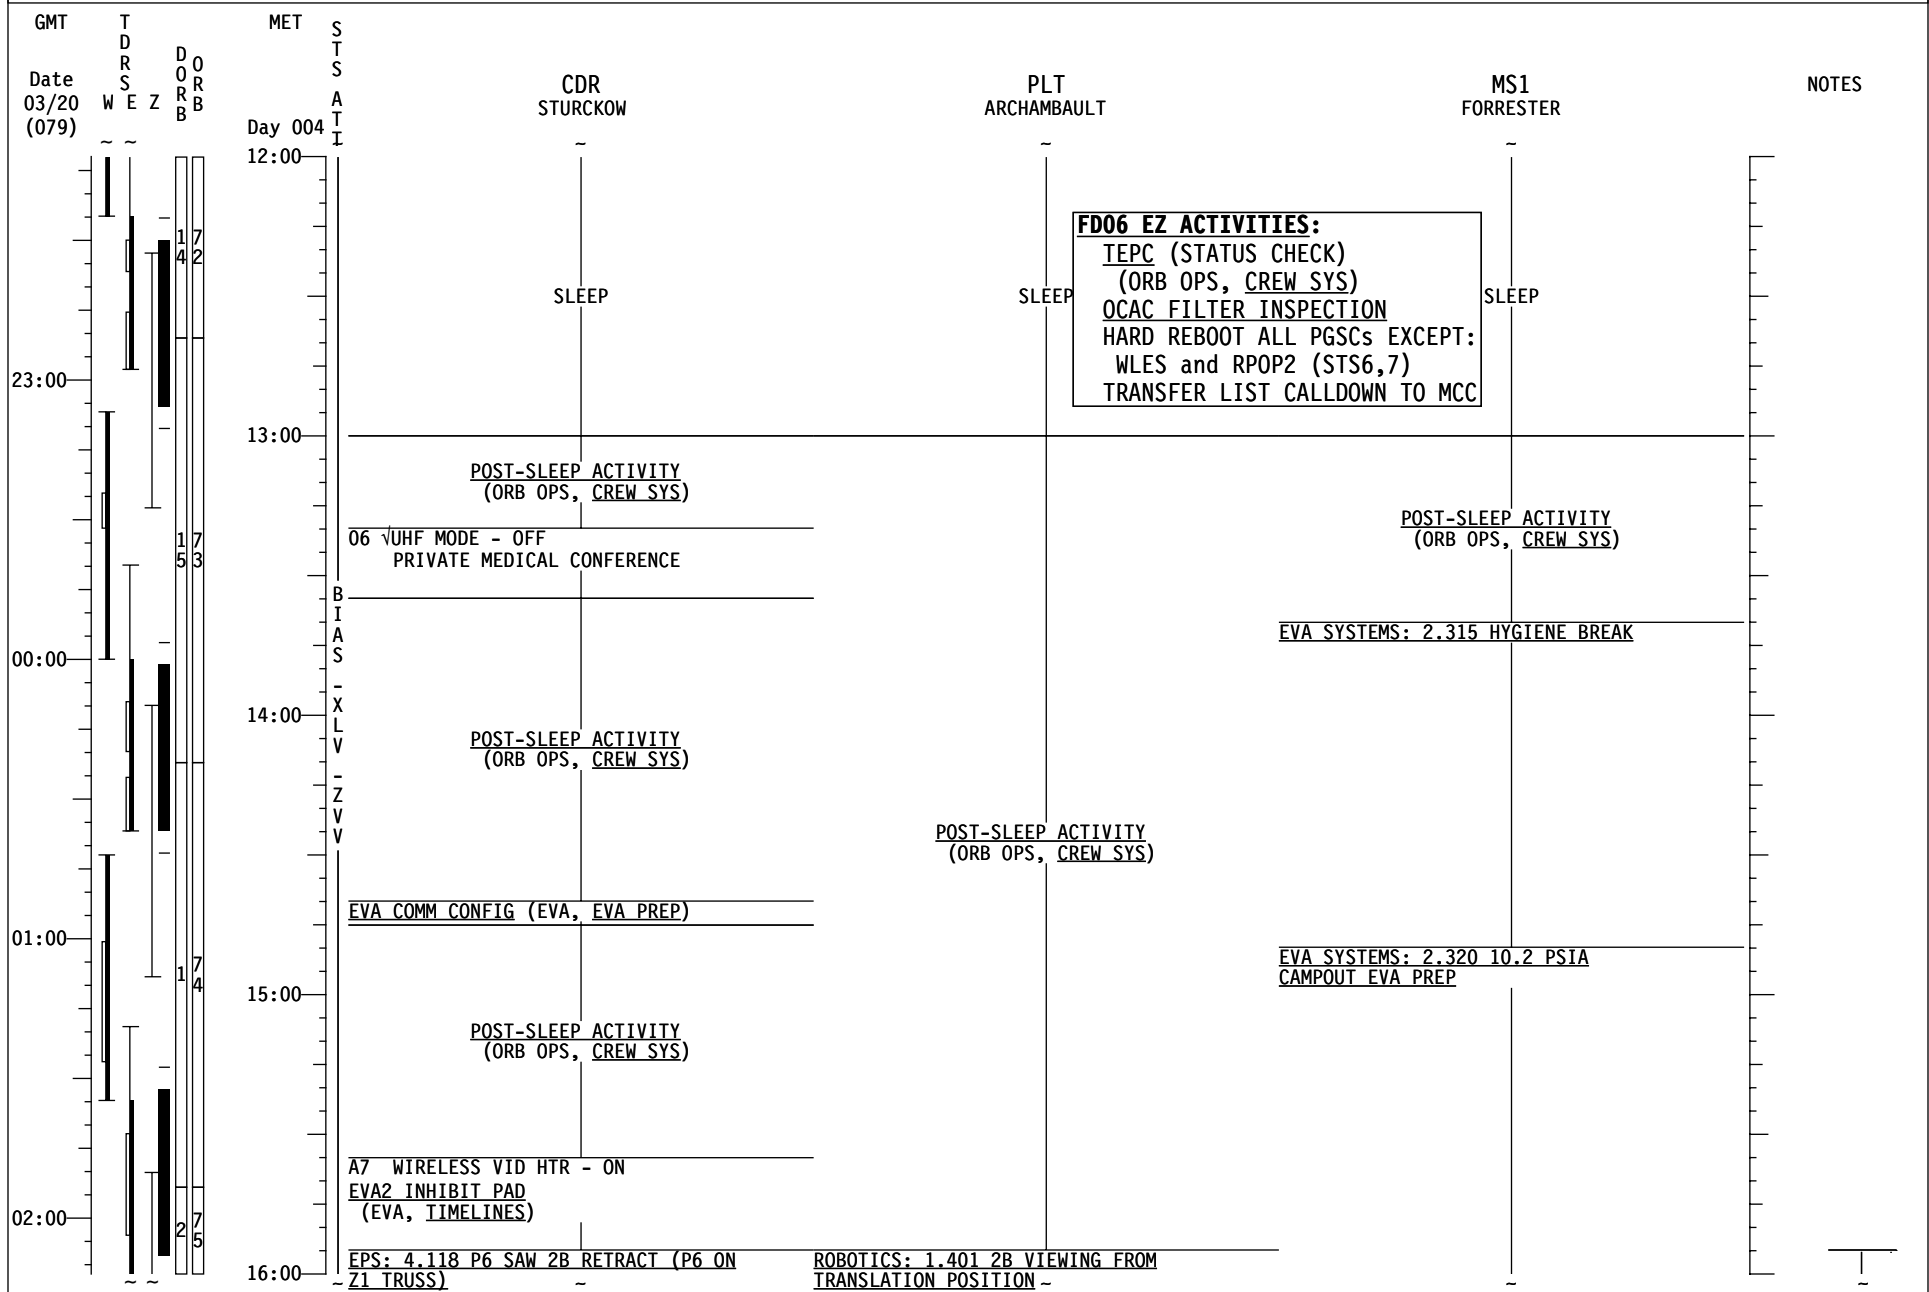 GMT
TDRS
MET
STS ATT
DORB
ORB
Date
03/20
(079)
W E Z
Day 004
CDR
STURCKOW
PLT
ARCHAMBAULT
MS1
FORRESTER
NOTES
~ ~ ~ ~ ~
12:00
14
72
FD06 EZ ACTIVITIES:
TEPC (STATUS CHECK)
(ORB OPS, CREW SYS)
OCAC FILTER INSPECTION
HARD REBOOT ALL PGSCs EXCEPT:
WLES and RPOP2 (STS6,7)
TRANSFER LIST CALLDOWN TO MCC
SLEEP
SLEEP
SLEEP
23:00
13:00
POST-SLEEP ACTIVITY
(ORB OPS, CREW SYS)
POST-SLEEP ACTIVITY
(ORB OPS, CREW SYS)
06 √UHF MODE - OFF
PRIVATE MEDICAL CONFERENCE
15
73
BIAS -XLV -ZVV
EVA SYSTEMS: 2.315 HYGIENE BREAK
00:00
14:00
POST-SLEEP ACTIVITY
(ORB OPS, CREW SYS)
POST-SLEEP ACTIVITY
(ORB OPS, CREW SYS)
EVA COMM CONFIG (EVA, EVA PREP)
01:00
1
74
EVA SYSTEMS: 2.320 10.2 PSIA
CAMPOUT EVA PREP
15:00
POST-SLEEP ACTIVITY
(ORB OPS, CREW SYS)
A7 WIRELESS VID HTR - ON
EVA2 INHIBIT PAD
(EVA, TIMELINES)
02:00
2
75
16:00
EPS: 4.118 P6 SAW 2B RETRACT (P6 ON
Z1 TRUSS)
ROBOTICS: 1.401 2B VIEWING FROM
TRANSLATION POSITION
~ ~ ~ ~ ~ ~ ~